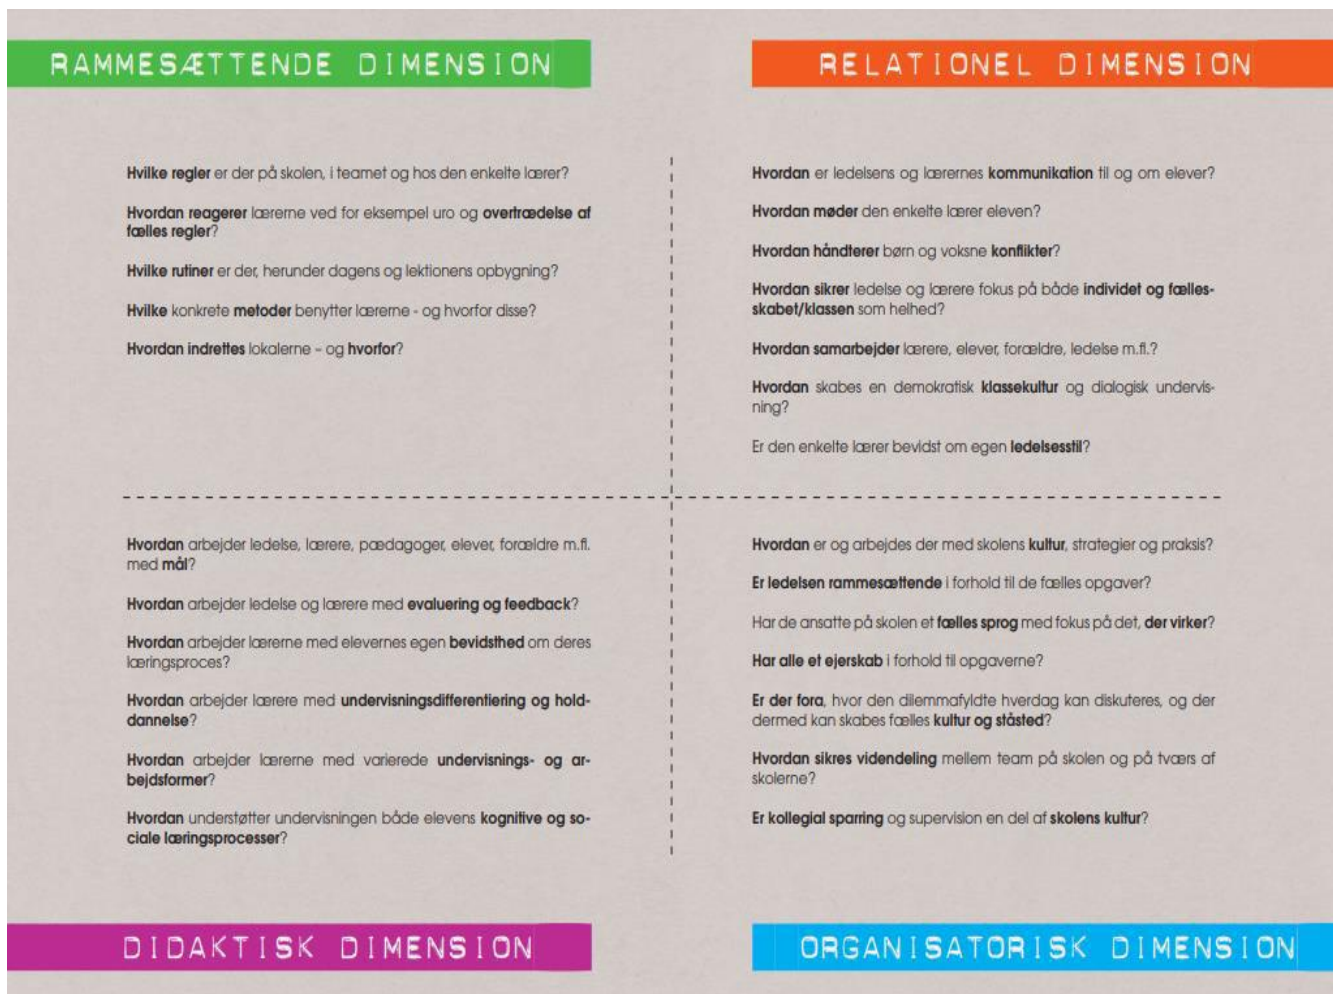 RAMMESÆTTENDE DIMENSION
Hvilke regler er der på skolen, i teamet og hos den enkelte lærer?
Hvordan reagerer lærerne ved for eksempel uro og overtrædelse af
fælles regler?
Hvilke rutiner er der, herunder dagens og lektionens opbygning?
Hvilke konkrete metoder benytter lærerne - og hvorfor disse?
Hvordan indrettes lokalerne – og hvorfor?
RELATIONEL DIMENSION
Hvordan er ledelsens og lærernes kommunikation til og om elever?
Hvordan møder den enkelte lærer eleven?
Hvordan håndterer børn og voksne konflikter?
Hvordan sikrer ledelse og lærere fokus på både individet og fælles-
skabet/klassen som helhed?
Hvordan samarbejder lærere, elever, forældre, ledelse m.fl.?
Hvordan skabes en demokratisk klassekultur og dialogisk undervis-
ning?
Er den enkelte lærer bevidst om egen ledelsesstil?
Hvordan arbejder ledelse, lærere, pædagoger, elever, forældre m.fl.
med mål?
Hvordan arbejder ledelse og lærere med evaluering og feedback?
Hvordan arbejder lærerne med elevernes egen bevidsthed om deres
læringsproces?
Hvordan arbejder lærere med undervisningsdifferentiering og hold-
dannelse?
Hvordan arbejder lærerne med varierede undervisnings- og ar-
bejdsformer?
Hvordan understøtter undervisningen både elevens kognitive og so-
ciale læringsprocesser?
DIDAKTISK DIMENSION
Hvordan er og arbejdes der med skolens kultur, strategier og praksis?
Er ledelsen rammesættende i forhold til de fælles opgaver?
Har de ansatte på skolen et fælles sprog med fokus på det, der virker?
Har alle et ejerskab i forhold til opgaverne?
Er der fora, hvor den dilemmafyldte hverdag kan diskuteres, og der
dermed kan skabes fælles kultur og ståsted?
Hvordan sikres videndeling mellem team på skolen og på tværs af
skolerne?
Er kollegial sparring og supervision en del af skolens kultur?
ORGANISATORISK DIMENSION